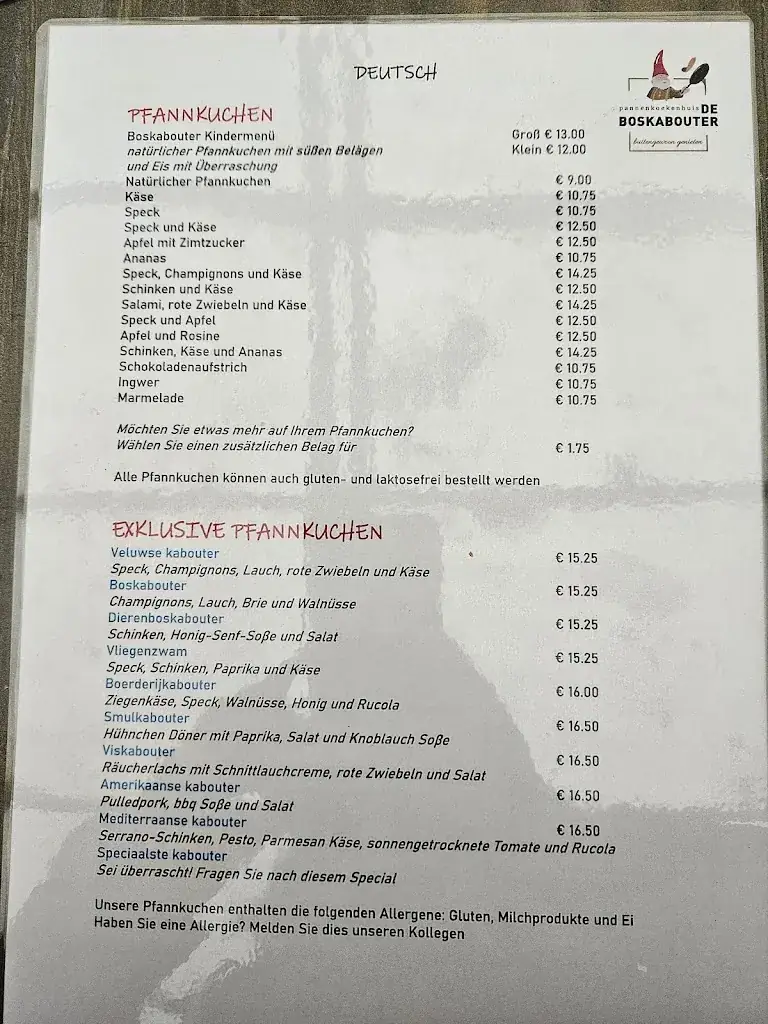 DEUTSCH
pannenkoekenhuis DE
BOSKABOUTER
buitengewoon genieten
PFANNKUCHEN
Boskabouter Kindermenü Groß € 13.00
natürlicher Pfannkuchen mit süßen Belägen Klein € 12.00
und Eis mit Überraschung
Natürlicher Pfannkuchen € 9.00
Käse € 10.75
Speck € 10.75
Speck und Käse € 12.50
Apfel mit Zimtzucker € 12.50
Ananas € 10.75
Speck, Champignons und Käse € 14.25
Schinken und Käse € 12.50
Salami, rote Zwiebeln und Käse € 14.25
Speck und Apfel € 12.50
Apfel und Rosine € 12.50
Schinken, Käse und Ananas € 14.25
Schokoladenaufstrich € 10.75
Ingwer € 10.75
Marmelade € 10.75
Möchten Sie etwas mehr auf Ihrem Pfannkuchen?
Wählen Sie einen zusätzlichen Belag für € 1.75
Alle Pfannkuchen können auch gluten- und laktosefrei bestellt werden
EXKLUSIVE PFANNKUCHEN
Veluwse kabouter € 15.25
Speck, Champignons, Lauch, rote Zwiebeln und Käse
Boskabouter € 15.25
Champignons, Lauch, Brie und Walnüsse
Dierenboskabouter € 15.25
Schinken, Honig-Senf-Soße und Salat
Vliegenzwam € 15.25
Speck, Schinken, Paprika und Käse
Boerderijkabouter € 16.00
Ziegenkäse, Speck, Walnüsse, Honig und Rucola
Smulkabouter € 16.50
Hühnchen Döner mit Paprika, Salat und Knoblauch Soße
Viskabouter € 16.50
Räucherlachs mit Schnittlauchcreme, rote Zwiebeln und Salat
Amerikaanse kabouter € 16.50
Pulledpork, bbq Soße und Salat
Mediterraanse kabouter € 16.50
Serrano-Schinken, Pesto, Parmesan Käse, sonnengetrocknete Tomate und Rucola
Speciaalste kabouter
Sei überrascht! Fragen Sie nach diesem Special
Unsere Pfannkuchen enthalten die folgenden Allergene: Gluten, Milchprodukte und Ei
Haben Sie eine Allergie? Melden Sie dies unseren Kollegen